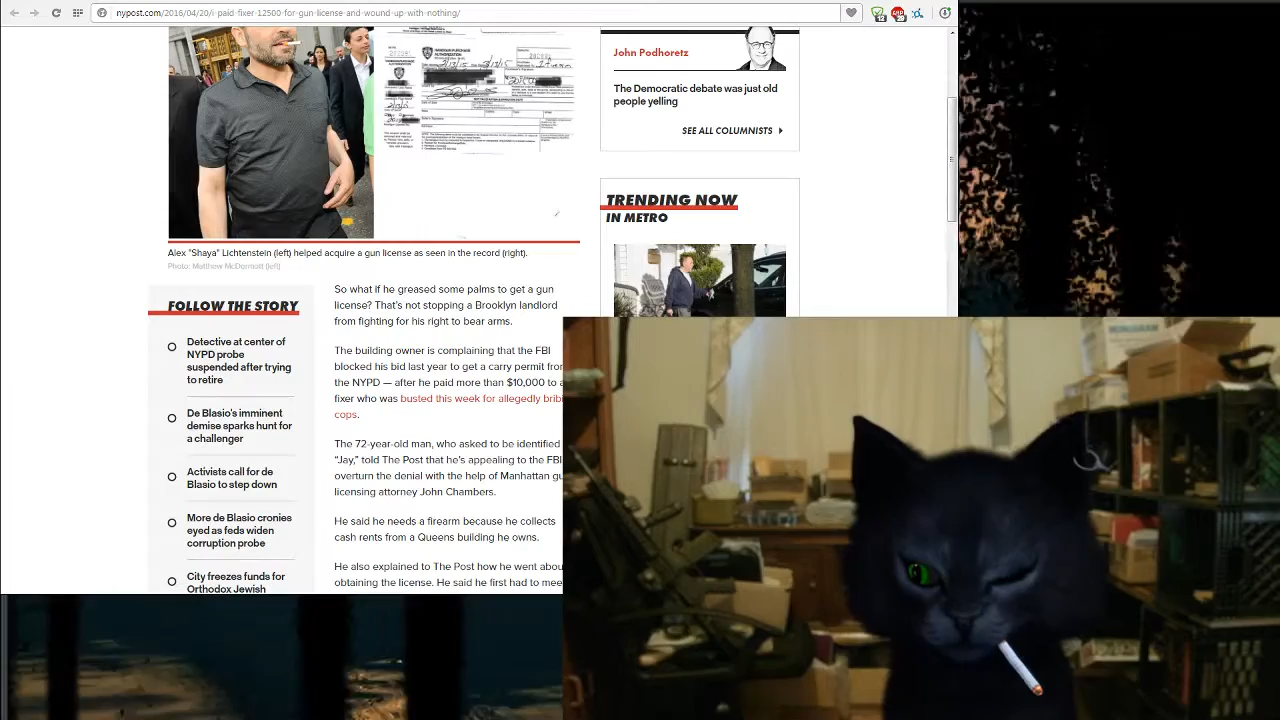 nypost.com/2016/04/20/i-paid-fixer-12500-for-gun-license-and-wound-up-with-nothing/
12
20
John Podhoretz
The Democratic debate was just old
people yelling
SEE ALL COLUMNISTS
TRENDING NOW
IN METRO
Alex "Shaya" Lichtenstein (left) helped acquire a gun license as seen in the record (right).
Photo: Matthew McDermott (left)
FOLLOW THE STORY
Detective at center of
NYPD probe
suspended after trying
to retire
De Blasio's imminent
demise sparks hunt for
a challenger
Activists call for de
Blasio to step down
More de Blasio cronies
eyed as feds widen
corruption probe
City freezes funds for
Orthodox Jewish
So what if he greased some palms to get a gun
license? That's not stopping a Brooklyn landlord
from fighting for his right to bear arms.
The building owner is complaining that the FBI
blocked his bid last year to get a carry permit from
the NYPD — after he paid more than $10,000 to a
fixer who was busted this week for allegedly bribi
cops.
The 72-year-old man, who asked to be identified
"Jay," told The Post that he's appealing to the FBI
overturn the denial with the help of Manhattan gu
licensing attorney John Chambers.
He said he needs a firearm because he collects
cash rents from a Queens building he owns.
He also explained to The Post how he went abou
obtaining the license. He said he first had to mee